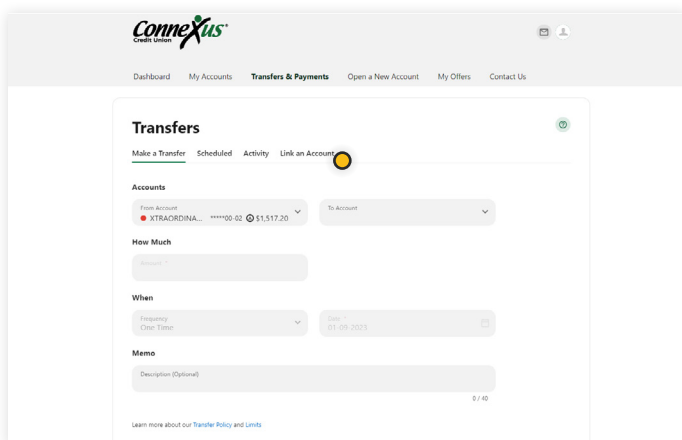 Connexus
Credit Union
Dashboard My Accounts Transfers & Payments Open a New Account My Offers Contact Us
Transfers
Make a Transfer Scheduled Activity Link an Account
Accounts
From Account
XTRAORDINA... *****00-02 $1,517.20
To Account
How Much
Amount *
When
Frequency
One Time
Date *
01-09-2025
Memo
Description (Optional)
0 / 40
Learn more about our Transfer Policy and Limits